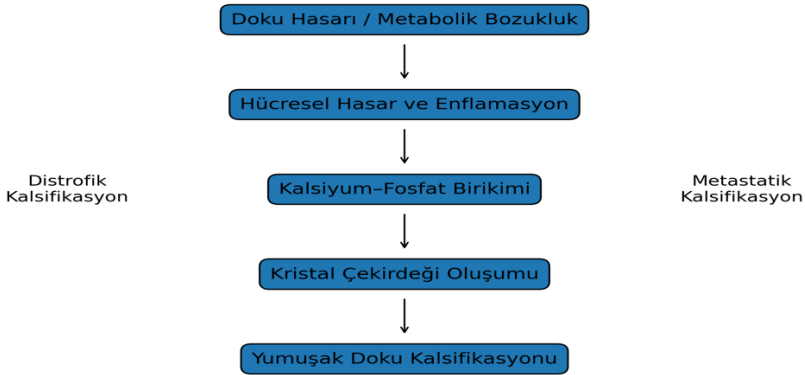 Doku Hasarı / Metabolik Bozukluk
Hücresel Hasar ve Enflamasyon
Distrofik
Kalsifikasyon
Kalsiyum–Fosfat Birikimi
Metastatik
Kalsifikasyon
Kristal Çekirdeği Oluşumu
Yumuşak Doku Kalsifikasyonu